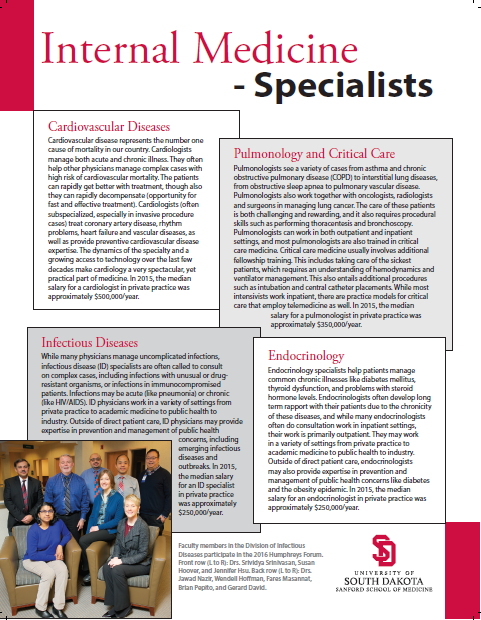 Internal Medicine
- Specialists
Cardiovascular Diseases
Cardiovascular disease represents the number one
cause of mortality in our country. Cardiologists
manage both acute and chronic illness. They often
help other physicians manage complex cases with
high risk of cardiovascular mortality. The patients
can rapidly get better with treatment, though also
they can rapidly decompensate (opportunity for
fast and effective treatment). Cardiologists (often
subspecialized, especially in invasive procedure
cases) treat coronary artery disease, rhythm
problems, heart failure and vascular diseases, as
well as provide preventive cardiovascular disease
expertise. The dynamics of the specialty and a
growing access to technology over the last few
decades make cardiology a very spectacular, yet
practical part of medicine. In 2015, the median
salary for a cardiologist in private practice was
approximately $500,000/year.
Pulmonology and Critical Care
Pulmonologists see a variety of cases from asthma and chronic
obstructive pulmonary disease (COPD) to interstitial lung diseases,
from obstructive sleep apnea to pulmonary vascular disease.
Pulmonologists also work together with oncologists, radiologists
and surgeons in managing lung cancer. The care of these patients
is both challenging and rewarding, and it also requires procedural
skills such as performing thoracentesis and bronchoscopy.
Pulmonologists can work in both outpatient and inpatient
settings, and most pulmonologists are also trained in critical
care medicine. Critical care medicine usually involves additional
fellowship training. This includes taking care of the sickest
patients, which requires an understanding of hemodynamics and
ventilator management. This also entails additional procedures
such as intubation and central catheter placements. While most
intensivists work inpatient, there are practice models for critical
care that employ telemedicine as well. In 2015, the median
salary for a pulmonologist in private practice was
approximately $350,000/year.
Infectious Diseases
While many physicians manage uncomplicated infections,
infectious disease (ID) specialists are often called to consult
on complex cases, including infections with unusual or drug-
resistant organisms, or infections in immunocompromised
patients. Infections may be acute (like pneumonia) or chronic
(like HIV/AIDS). ID physicians work in a variety of settings from
private practice to academic medicine to public health to
industry. Outside of direct patient care, ID physicians may provide
expertise in prevention and management of public health
concerns, including
emerging infectious
diseases and
outbreaks. In 2015,
the median salary
for an ID specialist
in private practice
was approximately
$250,000/year.
Endocrinology
Endocrinology specialists help patients manage
common chronic illnesses like diabetes mellitus,
thyroid dysfunction, and problems with steroid
hormone levels. Endocrinologists often develop long
term rapport with their patients due to the chronicity
of these diseases, and while many endocrinologists
often do consultation work in inpatient settings,
their work is primarily outpatient. They may work
in a variety of settings from private practice to
academic medicine to public health to industry.
Outside of direct patient care, endocrinologists
may also provide expertise in prevention and
management of public health concerns like diabetes
and the obesity epidemic. In 2015, the median
salary for an endocrinologist in private practice was
approximately $250,000/year.
Faculty members in the Division of Infectious
Diseases participate in the 2016 Humphreys Forum.
Front row (L to R): Drs. Srividya Srinivasan, Susan
Hoover, and Jennifer Hsu. Back row (L to R): Drs.
Jawad Nazir, Wendell Hoffman, Fares Masannat,
Brian Pepito, and Gerard David.
UNIVERSITY OF
SOUTH DAKOTA
SANFORD SCHOOL OF MEDICINE